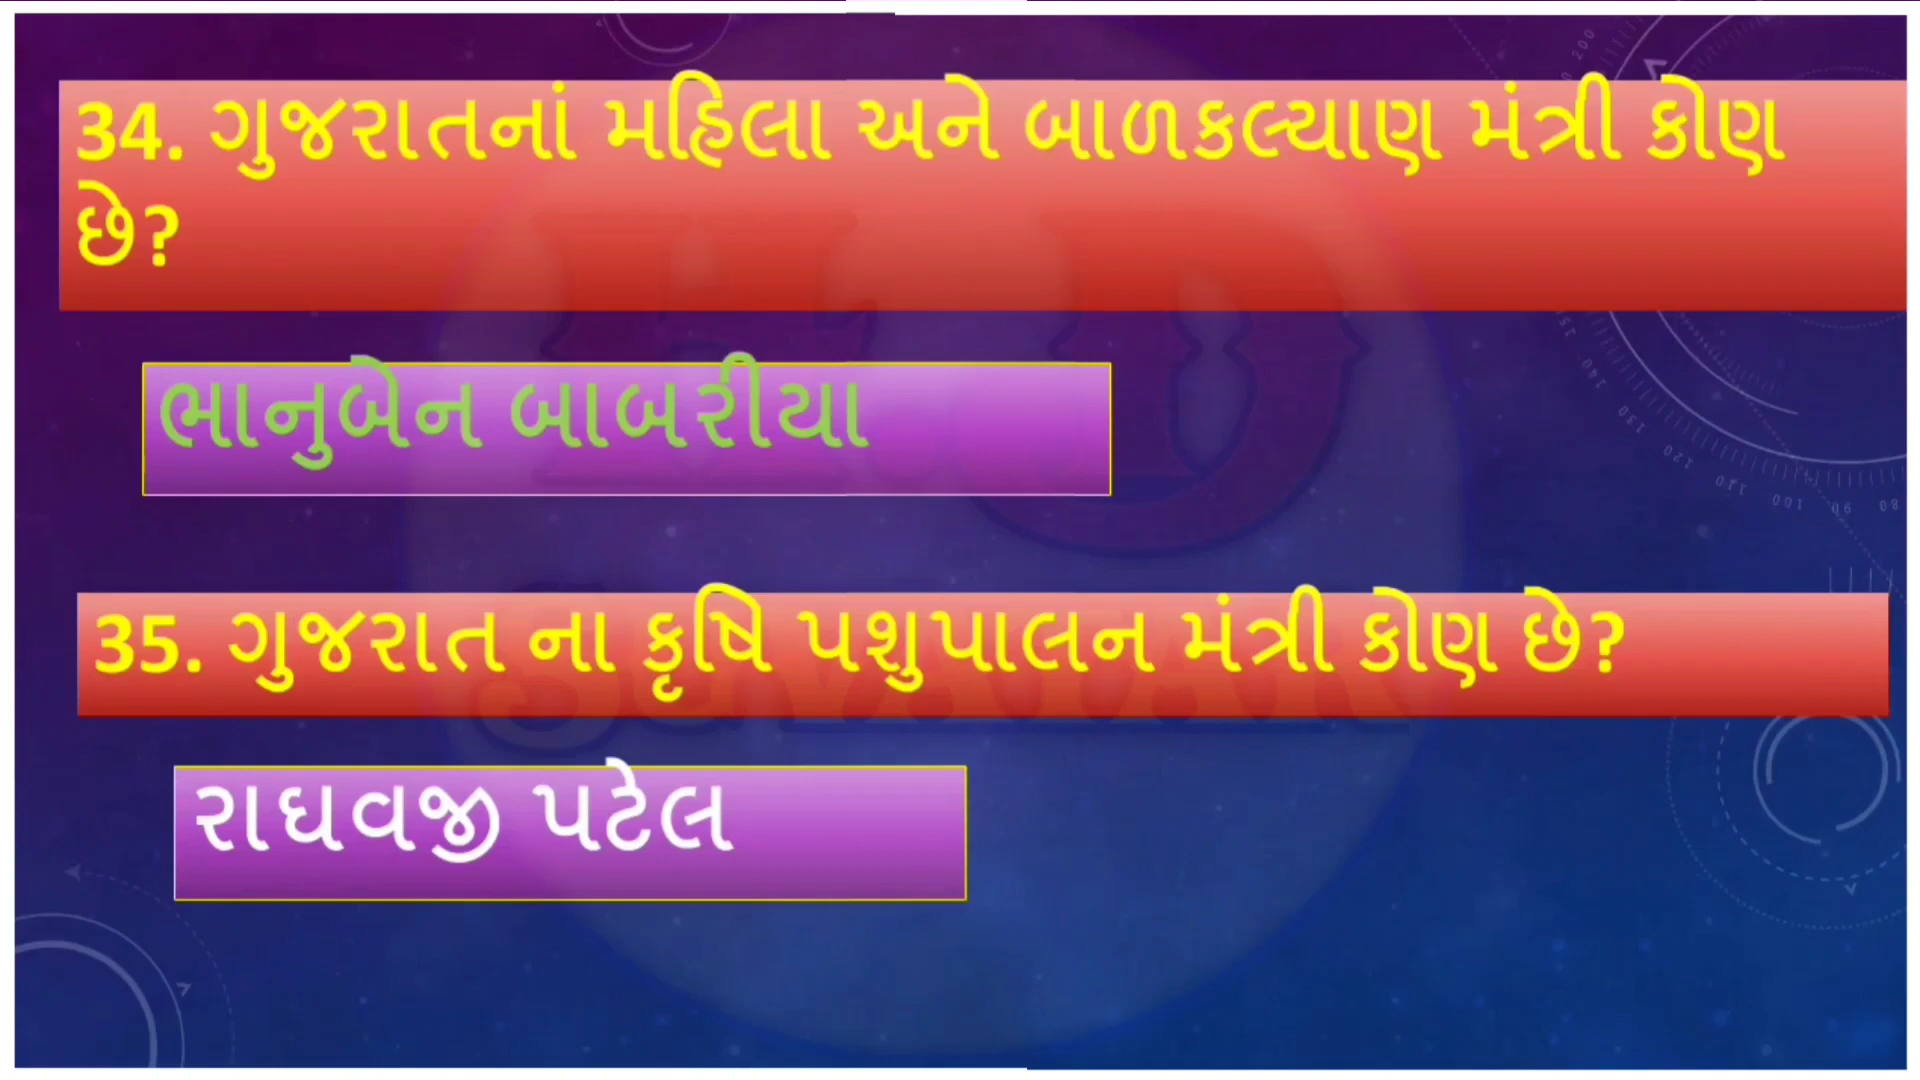 34. ગુજરાતનાં મહિલા અને બાળકલ્યાણ મંત્રી કોણ
છે?
ભાનુબેન બાબરીયા
35. ગુજરાત ના કૃષિ પશુપાલન મંત્રી કોણ છે?
રાઘવજી પટેલ